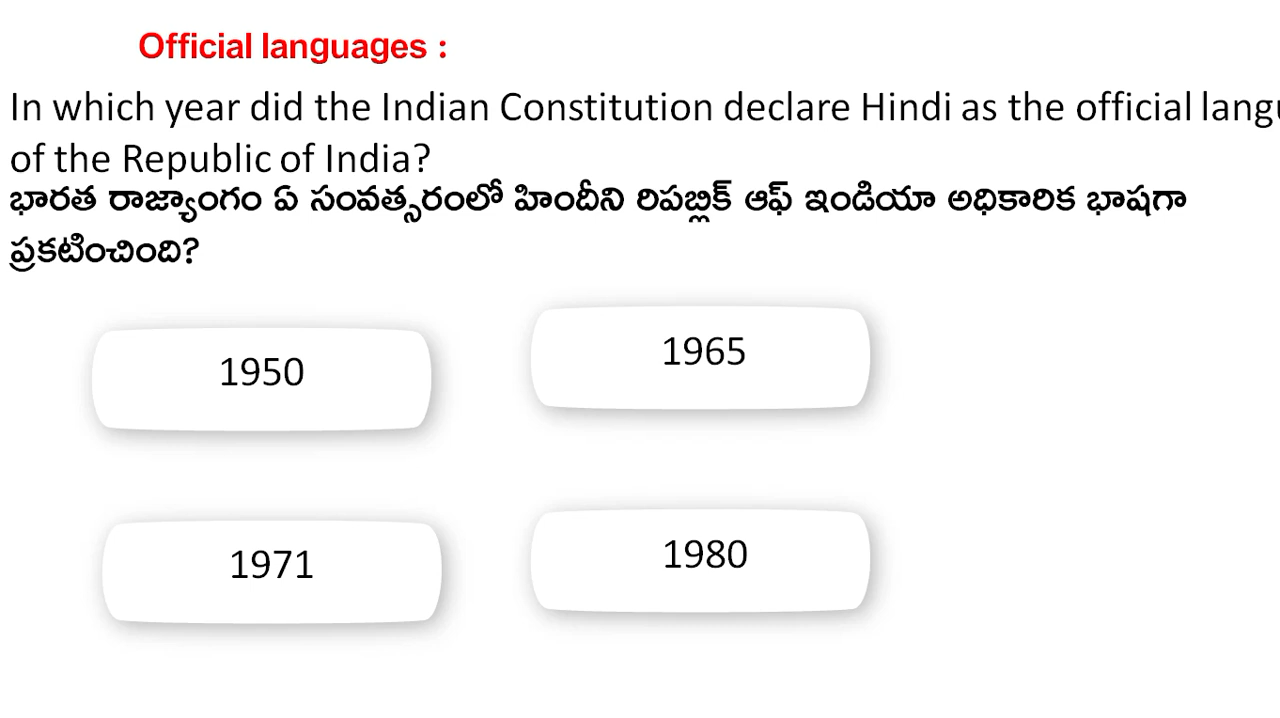 Official languages :
In which year did the Indian Constitution declare Hindi as the official
of the Republic of India?
భారత రాజ్యాంగం ఏ సంవత్సరంలో హిందీని రిపబ్లిక్ ఆఫ్ ఇండియా అధికారిక భాషగా
ప్రకటించింది?
1950
1965
1971
1980